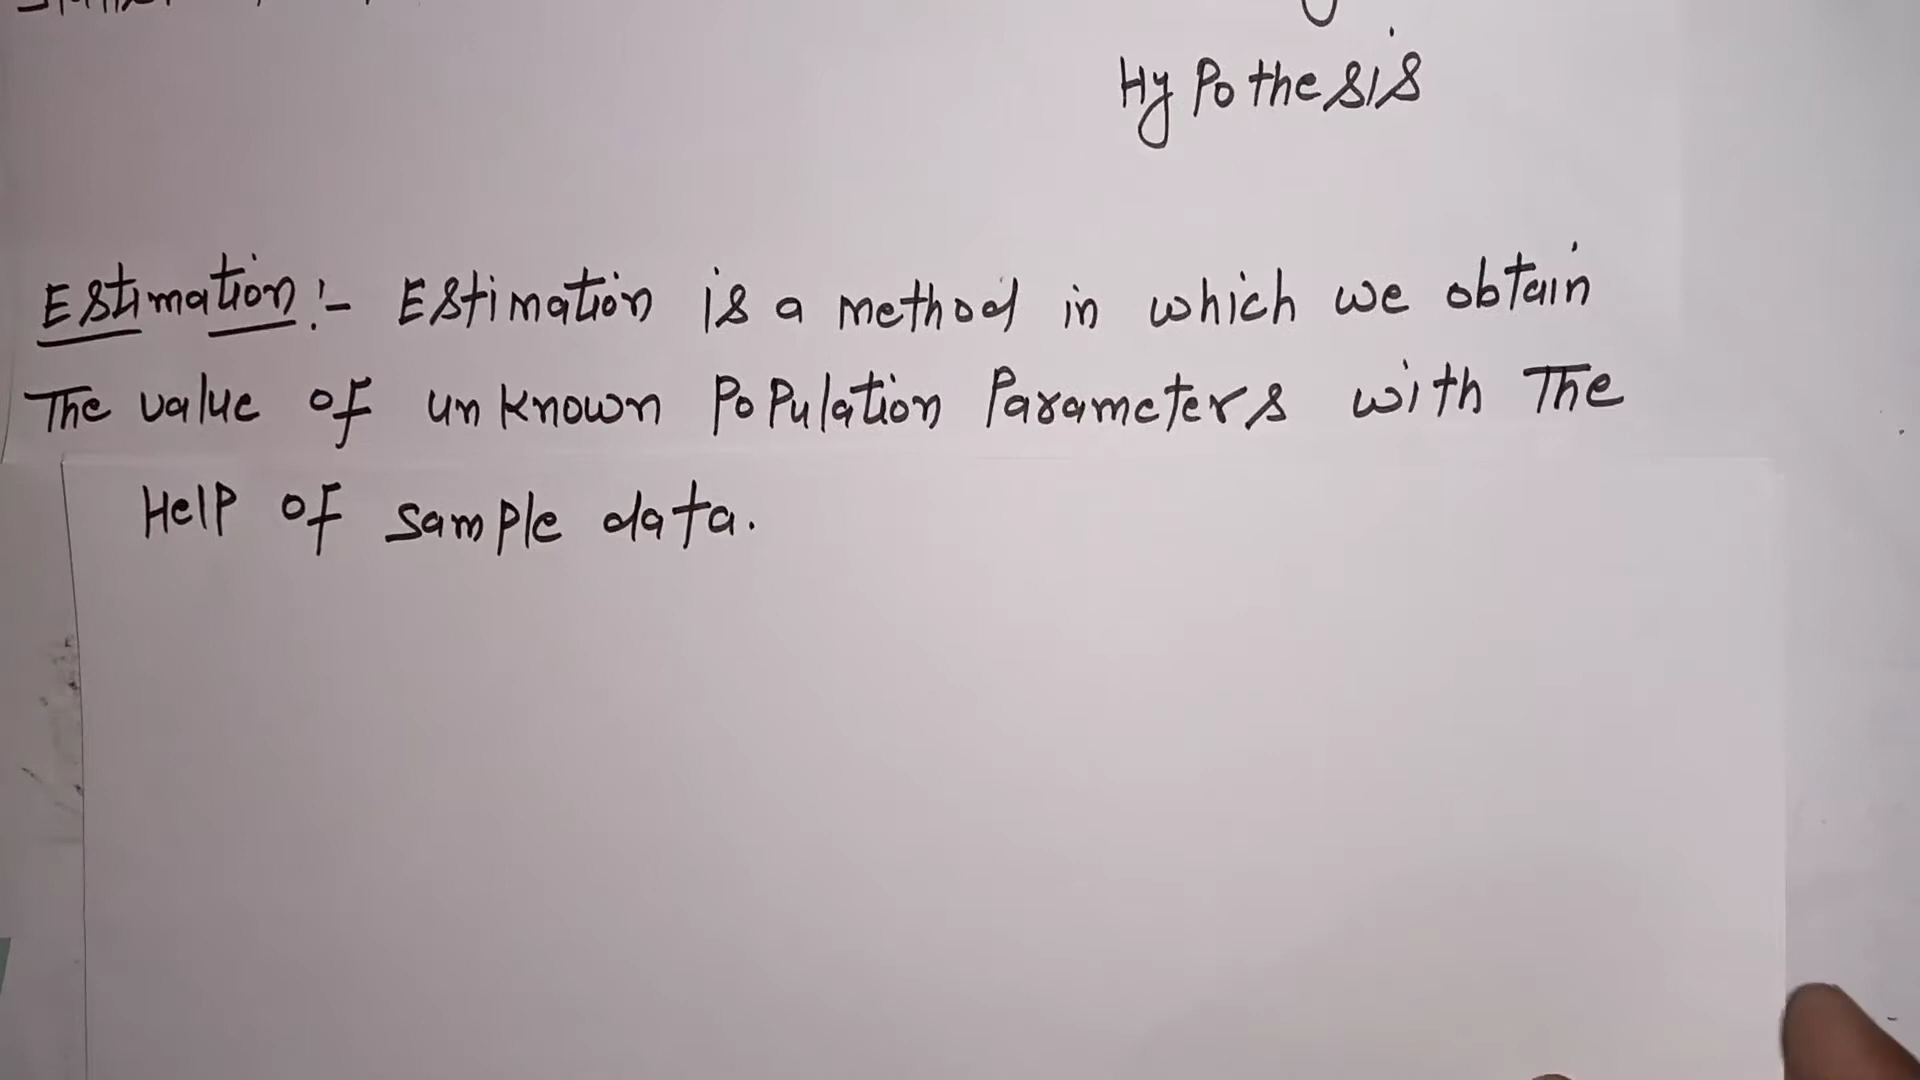 Hypothesis
Estimation:- Estimation is a method in which we obtain
The value of unknown Population Parameters with The
Help of sample data.